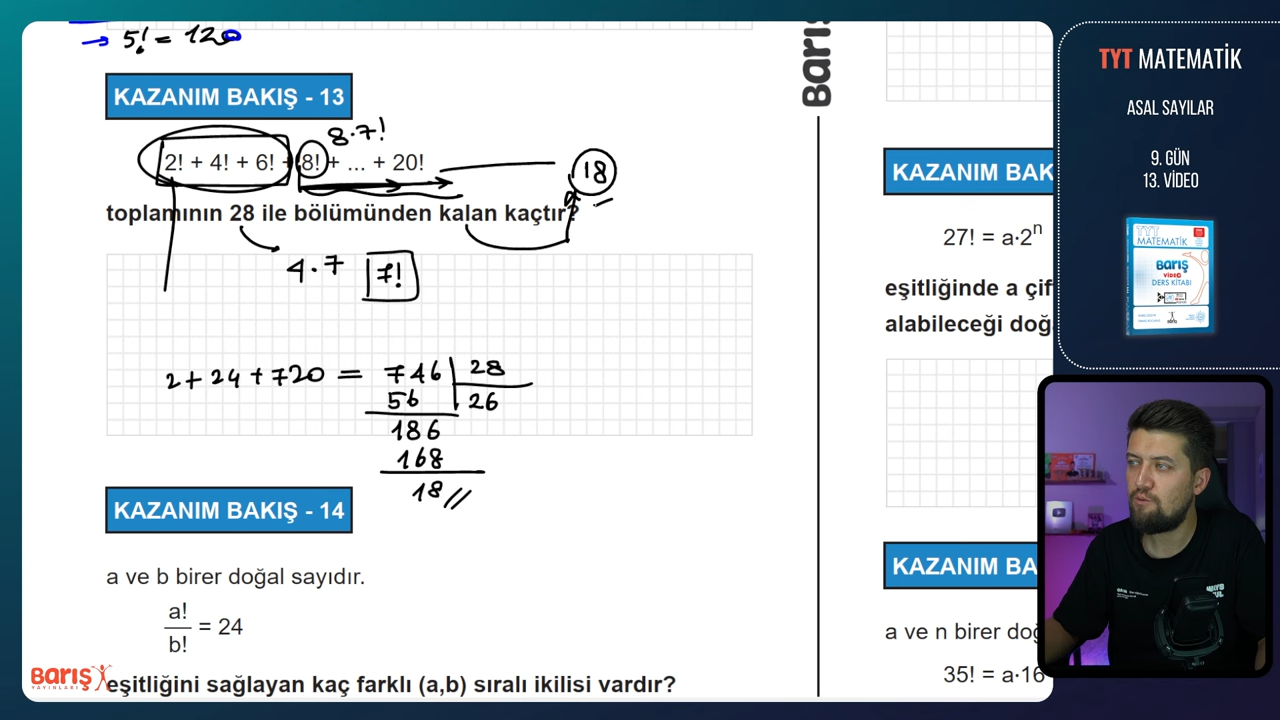 → 5! = 120
KAZANIM BAKIŞ - 13
8·7!
2! + 4! + 6! + 8! + ... + 20!
18
toplamının 28 ile bölümünden kalan kaçtır?
4·7 7!
2+24+720 = 746 28
56 26
186
168
18 //
KAZANIM BAKIŞ - 14
a ve b birer doğal sayıdır.
a!
— = 24
b!
eşitliğini sağlayan kaç farklı (a,b) sıralı ikilisi vardır?
BARIŞ
YAYINLARI
Barış
KAZANIM BAK
27! = a·2ⁿ
eşitliğinde a çif
alabileceği doğ
KAZANIM BA
a ve n birer doğ
35! = a·16
TYT MATEMATİK
ASAL SAYILAR
9. GÜN
13. VİDEO
TYT
MATEMATİK
BARIŞ
VİDEO
DERS KİTABI